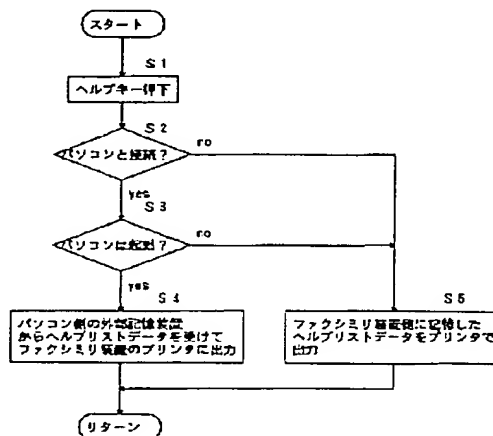 スタート
S1
ヘルプキー押下
S2
パソコンと接続？
no
yes
S3
パソコンは起動？
no
yes
S4
パソコン側の外部記憶装置
からヘルプリストデータを受けて
ファクシミリ装置のプリンタに出力
S5
ファクシミリ装置側に記憶した
ヘルプリストデータをプリンタで
出力
リターン